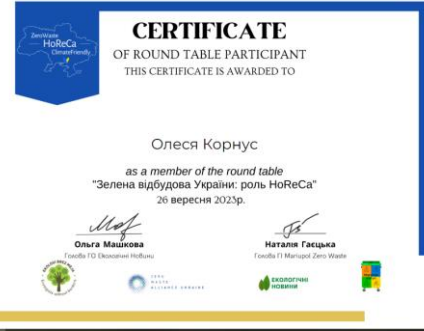 ZeroWaste
HoReCa
ClimateFriendly
CERTIFICATE
OF ROUND TABLE PARTICIPANT
THIS CERTIFICATE IS AWARDED TO
Олеся Корнус
as a member of the round table
"Зелена відбудова України: роль HoReCa"
26 вересня 2023р.
Ольга Машкова
Голова ГО Екологічні Новини
Наталія Гаєцька
Голова ГІ Mariupol Zero Waste
ZERO
WASTE
ALLIANCE UKRAINE
ЕКОЛОГІЧНІ
НОВИНИ